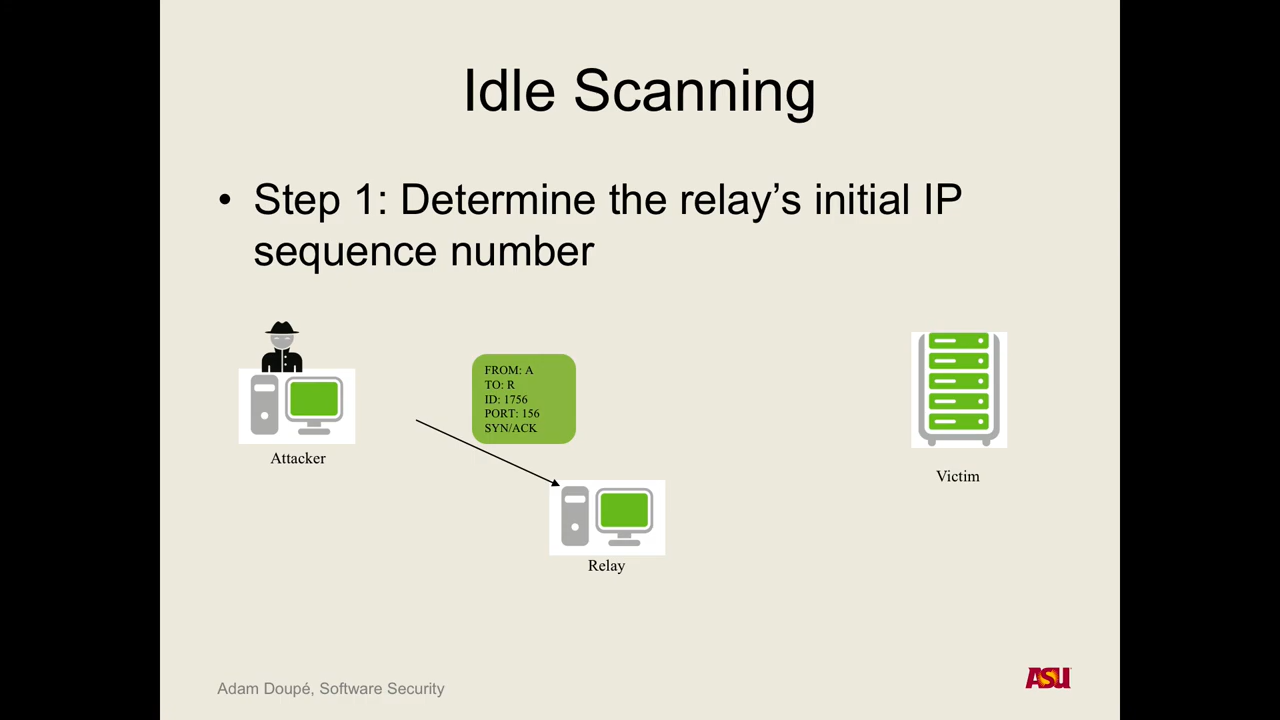 Idle Scanning
• Step 1: Determine the relay’s initial IP
sequence number
FROM: A
TO: R
ID: 1756
PORT: 156
SYN/ACK
Attacker
Victim
Relay
Adam Doupé, Software Security
ASU